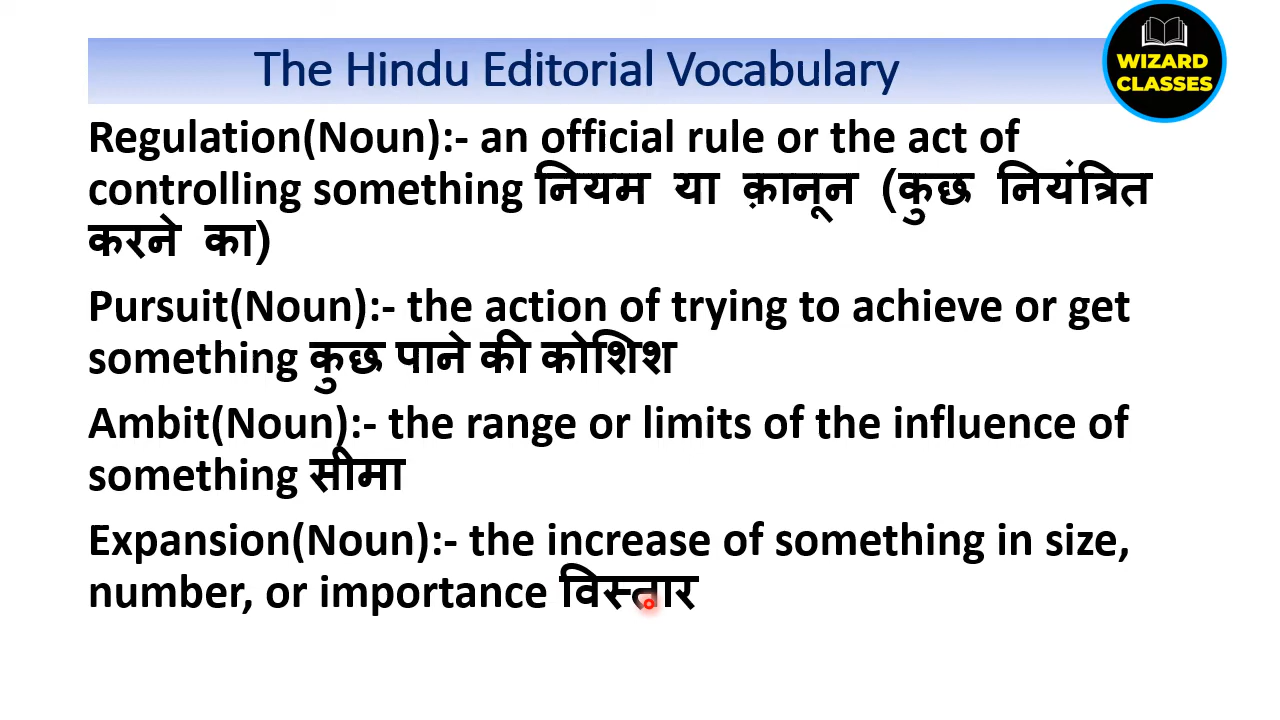 The Hindu Editorial Vocabulary
WIZARD
CLASSES
Regulation(Noun):- an official rule or the act of
controlling something नियम या क़ानून (कुछ नियंत्रित
करने का)
Pursuit(Noun):- the action of trying to achieve or get
something कुछ पाने की कोशिश
Ambit(Noun):- the range or limits of the influence of
something सीमा
Expansion(Noun):- the increase of something in size,
number, or importance विस्तार